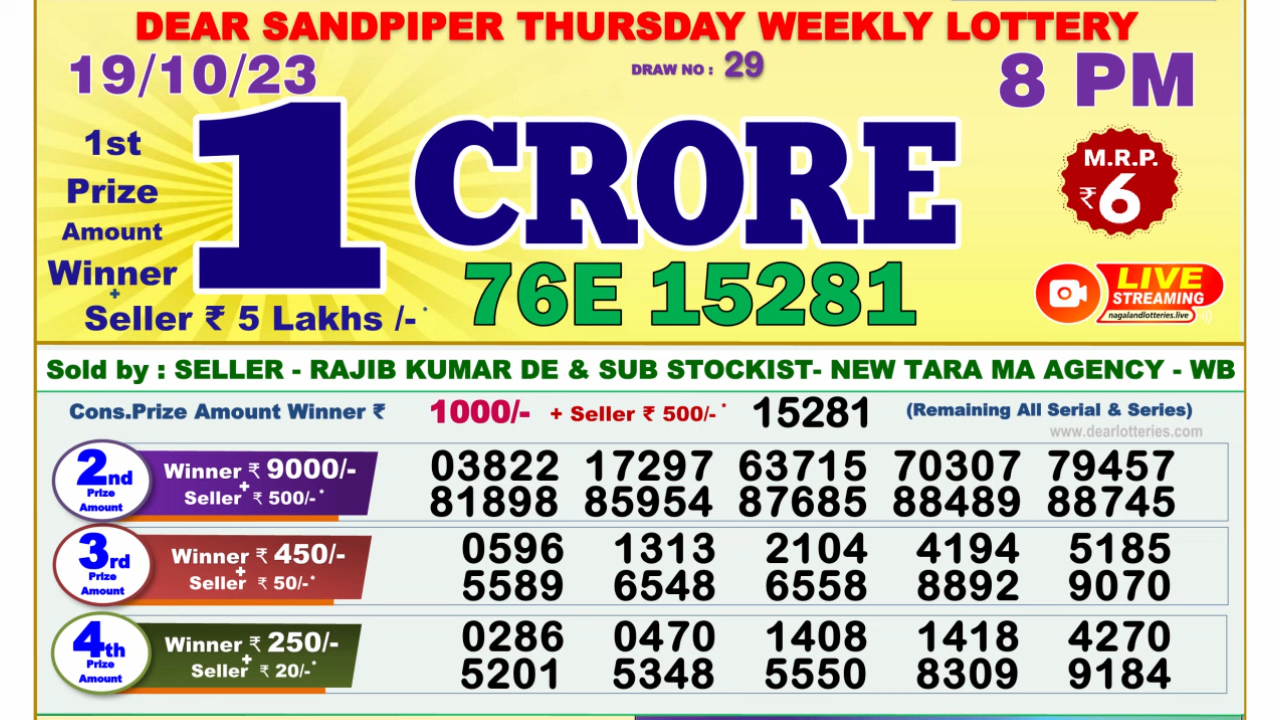 DEAR SANDPIPER THURSDAY WEEKLY LOTTERY
19/10/23
DRAW NO : 29
8 PM
1st
Prize
Amount
Winner
+
Seller ₹ 5 Lakhs /-*
1 CRORE
76E 15281
M.R.P.
₹6
LIVE
STREAMING
nagalandlotteries.live
Sold by : SELLER - RAJIB KUMAR DE & SUB STOCKIST- NEW TARA MA AGENCY - WB
Cons.Prize Amount Winner ₹ 1000/- + Seller ₹ 500/-* 15281 (Remaining All Serial & Series)
www.dearlotteries.com
2nd
Prize
Amount
Winner ₹ 9000/-
+
Seller ₹ 500/-*
03822 17297 63715 70307 79457
81898 85954 87685 88489 88745
3rd
Prize
Amount
Winner ₹ 450/-
+
Seller ₹ 50/-*
0596 1313 2104 4194 5185
5589 6548 6558 8892 9070
4th
Prize
Amount
Winner ₹ 250/-
+
Seller ₹ 20/-*
0286 0470 1408 1418 4270
5201 5348 5550 8309 9184